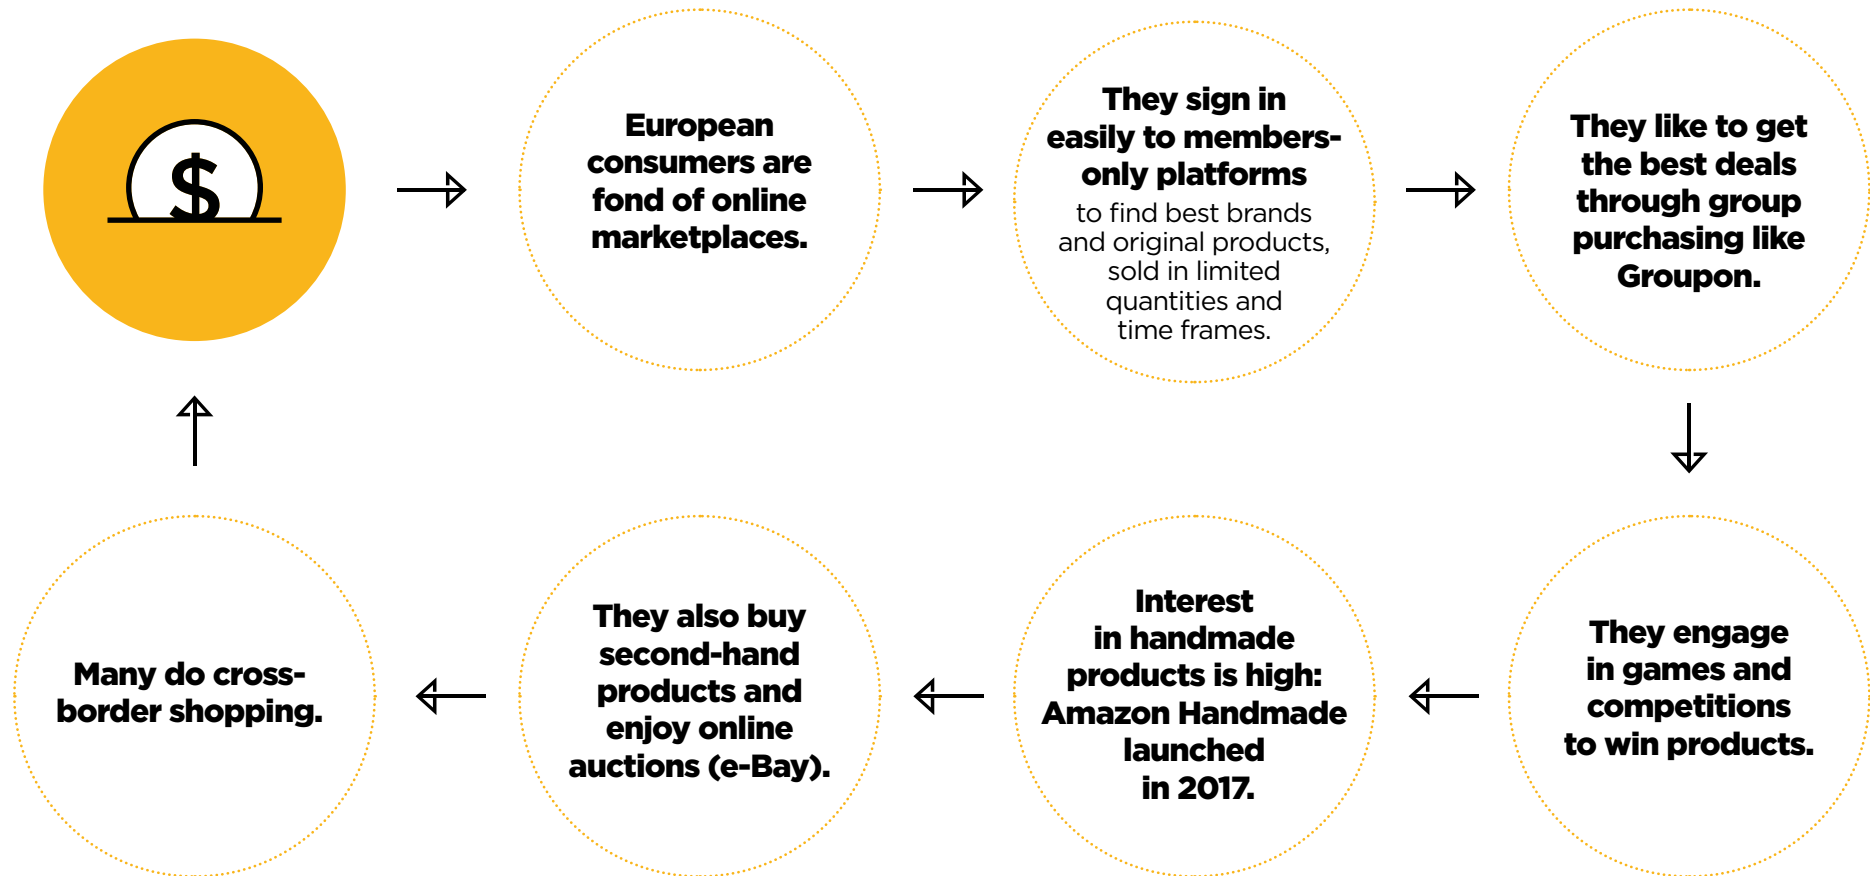 $
European
consumers are
fond of online
marketplaces.
They sign in
easily to members-
only platforms
to find best brands
and original products,
sold in limited
quantities and
time frames.
They like to get
the best deals
through group
purchasing like
Groupon.
They engage
in games and
competitions
to win products.
Interest
in handmade
products is high:
Amazon Handmade
launched
in 2017.
They also buy
second-hand
products and
enjoy online
auctions (e-Bay).
Many do cross-
border shopping.